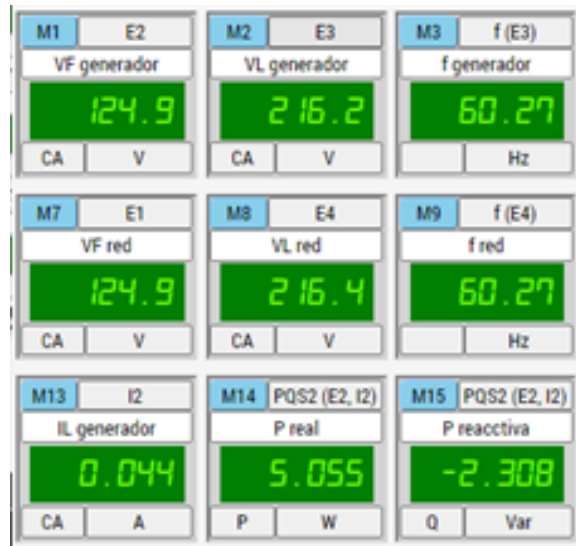 M1 E2 M2 E3 M3 f (E3)
VF generador VL generador f generador
124.9 216.2 60.27
CA V CA V Hz
M7 E1 M8 E4 M9 f (E4)
VF red VL red f red
124.9 216.4 60.27
CA V CA V Hz
M13 I2 M14 PQS2 (E2, I2) M15 PQS2 (E2, I2)
IL generador P real P reacctiva
0.044 5.055 -2.308
CA A P W Q Var